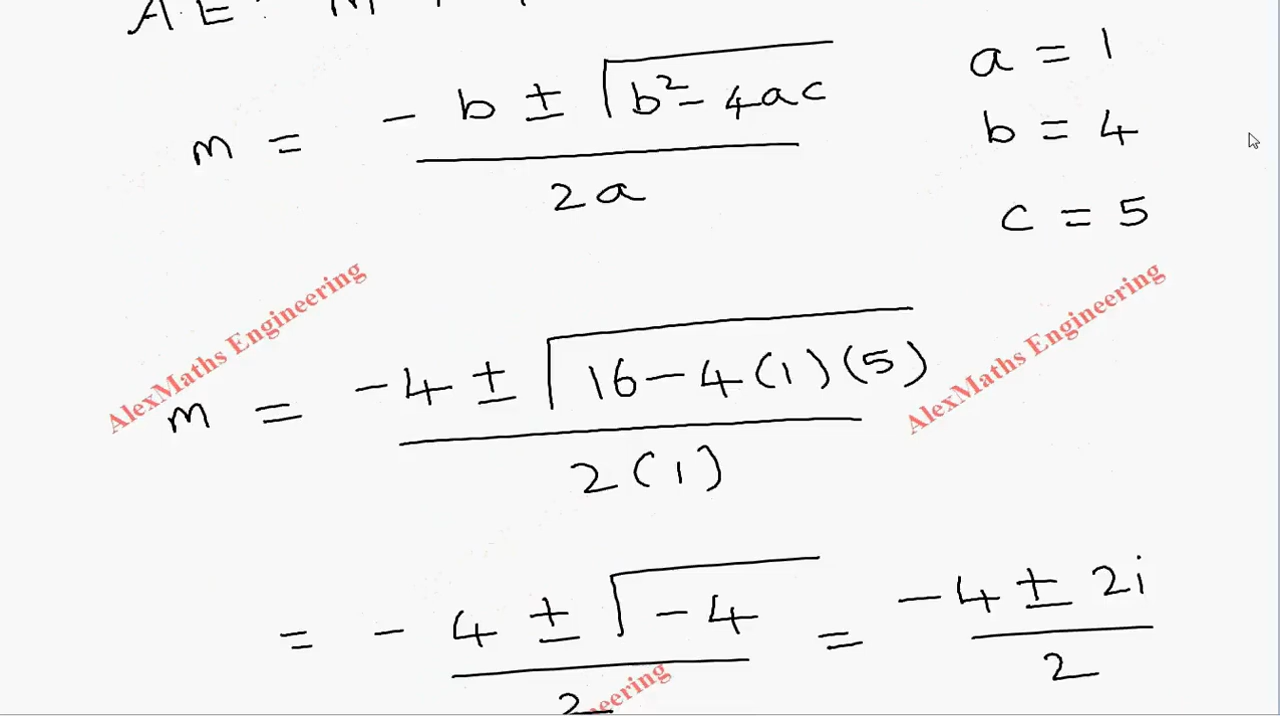 AE: m
m = -b ± √(b² - 4ac) / 2a
a = 1
b = 4
c = 5
AlexMaths Engineering
AlexMaths Engineering
m = -4 ± √(16 - 4(1)(5)) / 2(1)
= -4 ± √(-4) / 2 = -4 ± 2i / 2